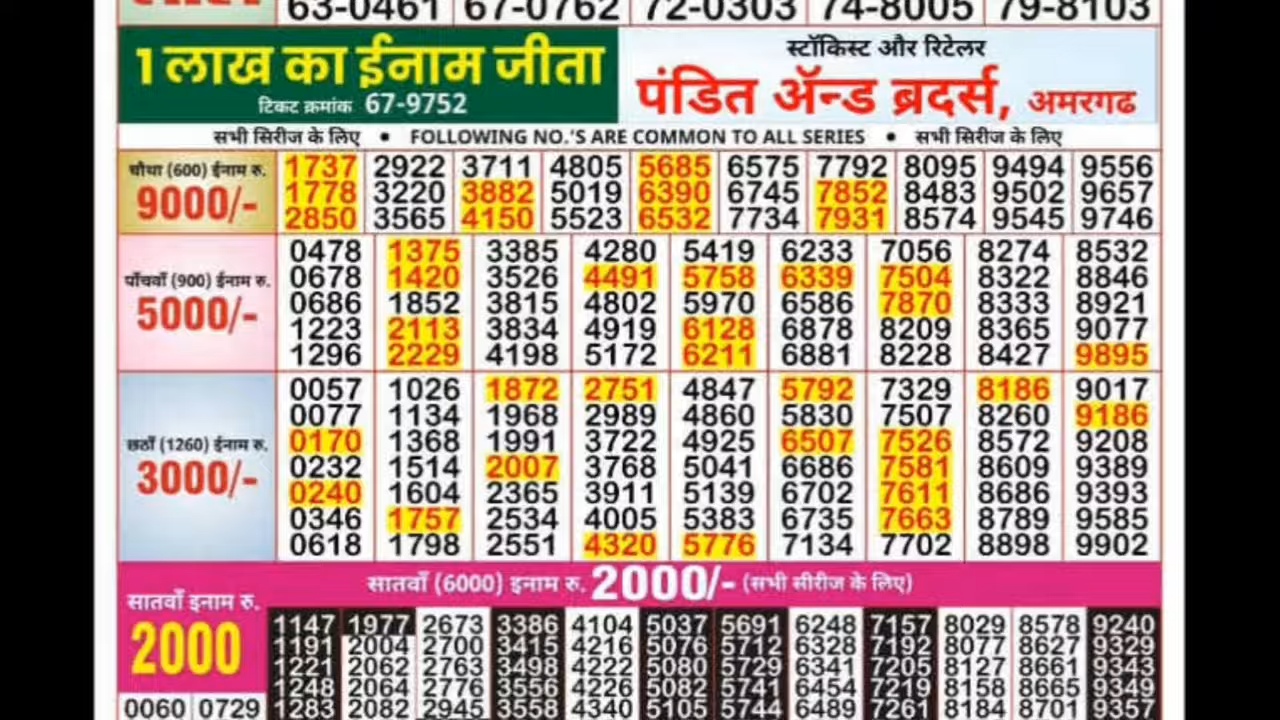 63-0461 67-0762 72-0303 74-8005 79-8103
1 लाख का ईनाम जीता
टिकट क्रमांक 67-9752
स्टॉकिस्ट और रिटेलर
पंडित ॲन्ड ब्रदर्स, अमरगढ
सभी सिरीज के लिए • FOLLOWING NO.'S ARE COMMON TO ALL SERIES • सभी सिरीज के लिए
चौथा (600) ईनाम रु.
9000/-
1737 2922 3711 4805 5685 6575 7792 8095 9494 9556
1778 3220 3882 5019 6390 6745 7852 8483 9502 9657
2850 3565 4150 5523 6532 7734 7931 8574 9545 9746
पाँचवाँ (900) ईनाम रु.
5000/-
0478 1375 3385 4280 5419 6233 7056 8274 8532
0678 1420 3526 4491 5758 6339 7504 8322 8846
0686 1852 3815 4802 5970 6586 7870 8333 8921
1223 2113 3834 4919 6128 6878 8209 8365 9077
1296 2229 4198 5172 6211 6881 8228 8427 9895
छठाँ (1260) ईनाम रु.
3000/-
0057 1026 1872 2751 4847 5792 7329 8186 9017
0077 1134 1968 2989 4860 5830 7507 8260 9186
0170 1368 1991 3722 4925 6507 7526 8572 9208
0232 1514 2007 3768 5041 6686 7581 8609 9389
0240 1604 2365 3911 5139 6702 7611 8686 9393
0346 1757 2534 4005 5383 6735 7663 8789 9585
0618 1798 2551 4320 5776 7134 7702 8898 9902
सातवाँ (6000) इनाम रु. 2000/- (सभी सीरीज के लिए)
सातवाँ इनाम रु.
2000
1147 1977 2673 3386 4104 5037 5691 6248 7157 8029 8578 9240
1191 2004 2700 3415 4216 5076 5712 6328 7192 8077 8627 9329
1221 2062 2763 3498 4222 5080 5729 6341 7205 8127 8661 9343
1248 2064 2776 3556 4226 5082 5741 6454 7219 8158 8665 9349
0060 0729 1283 2082 2945 3558 4340 5105 5744 6489 7261 8184 8701 9357